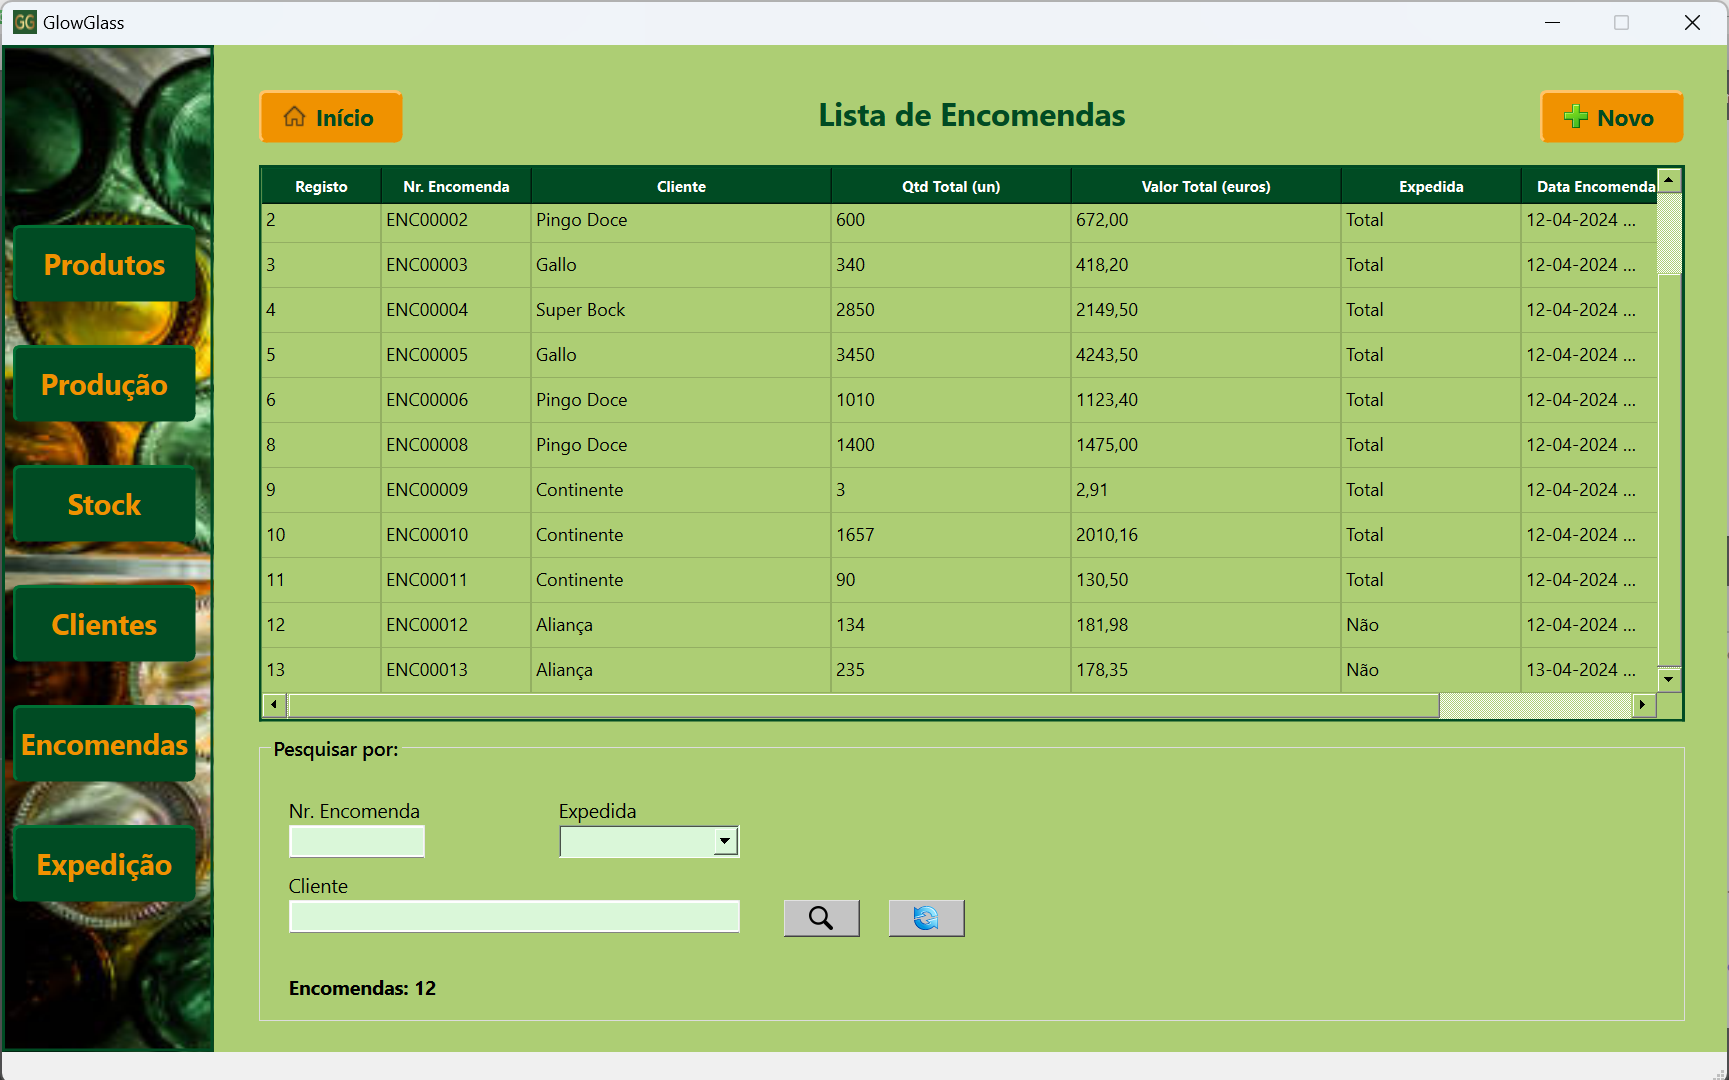 GG GlowGlass
Início
Lista de Encomendas
Novo
Produtos
Produção
Stock
Clientes
Encomendas
Expedição
Registo Nr. Encomenda Cliente Qtd Total (un) Valor Total (euros) Expedida Data Encomenda
2 ENC00002 Pingo Doce 600 672,00 Total 12-04-2024 ...
3 ENC00003 Gallo 340 418,20 Total 12-04-2024 ...
4 ENC00004 Super Bock 2850 2149,50 Total 12-04-2024 ...
5 ENC00005 Gallo 3450 4243,50 Total 12-04-2024 ...
6 ENC00006 Pingo Doce 1010 1123,40 Total 12-04-2024 ...
8 ENC00008 Pingo Doce 1400 1475,00 Total 12-04-2024 ...
9 ENC00009 Continente 3 2,91 Total 12-04-2024 ...
10 ENC00010 Continente 1657 2010,16 Total 12-04-2024 ...
11 ENC00011 Continente 90 130,50 Total 12-04-2024 ...
12 ENC00012 Aliança 134 181,98 Não 12-04-2024 ...
13 ENC00013 Aliança 235 178,35 Não 13-04-2024 ...
Pesquisar por:
Nr. Encomenda Expedida
Cliente
Encomendas: 12